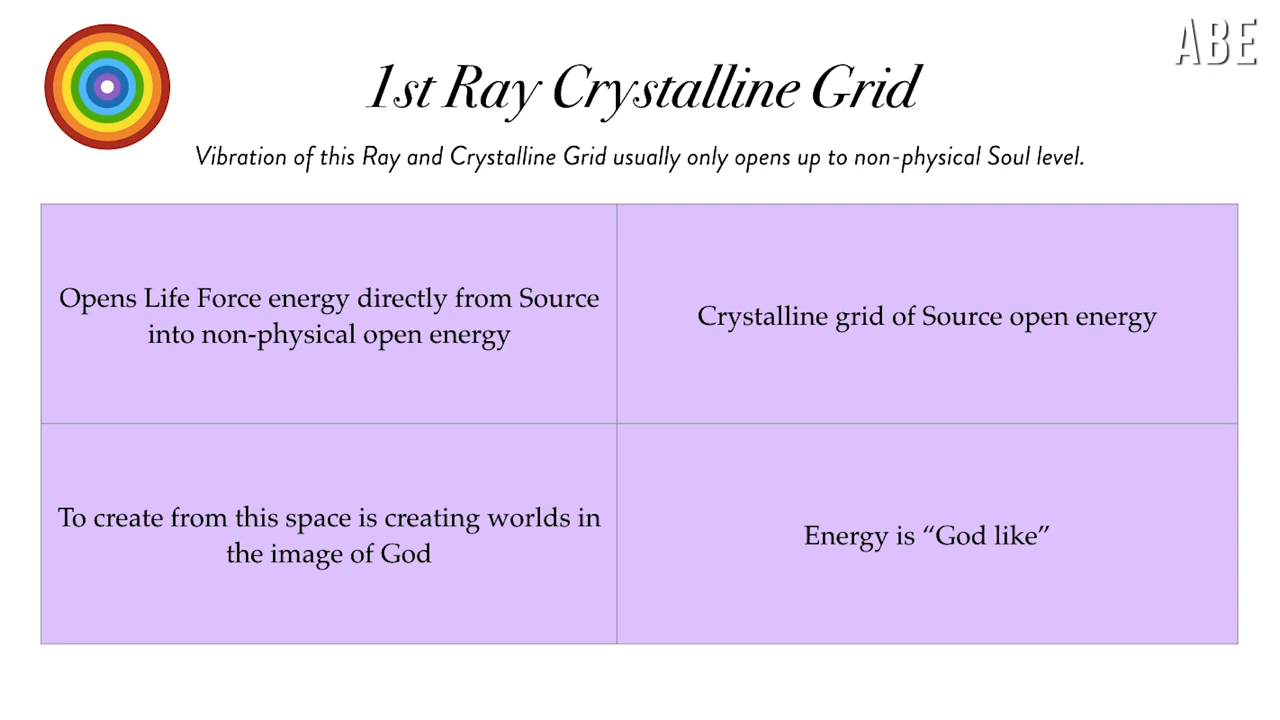 ABE
1st Ray Crystalline Grid
Vibration of this Ray and Crystalline Grid usually only opens up to non-physical Soul level.
Opens Life Force energy directly from Source
into non-physical open energy
Crystalline grid of Source open energy
To create from this space is creating worlds in
the image of God
Energy is “God like”